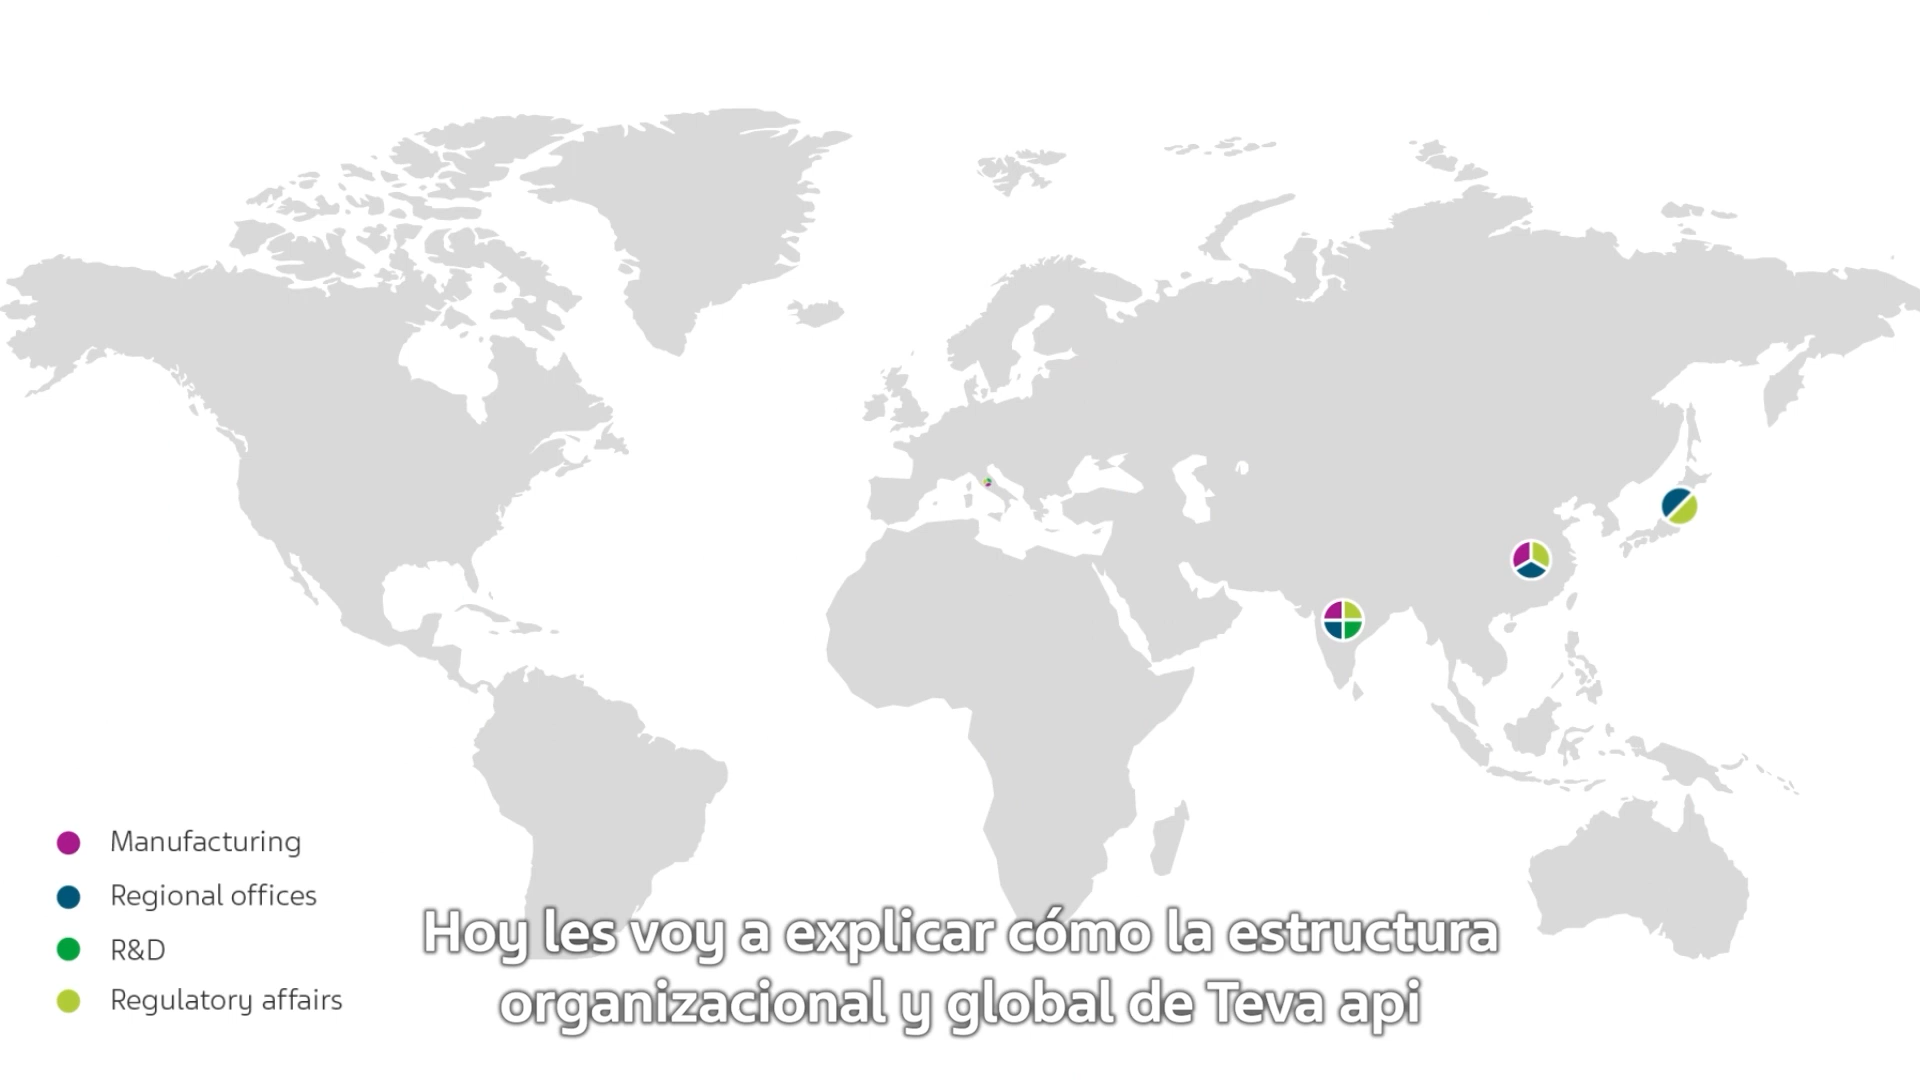 Manufacturing
Regional offices
R&D
Regulatory affairs
Hoy les voy a explicar cómo la estructura
organizacional y global de Teva api